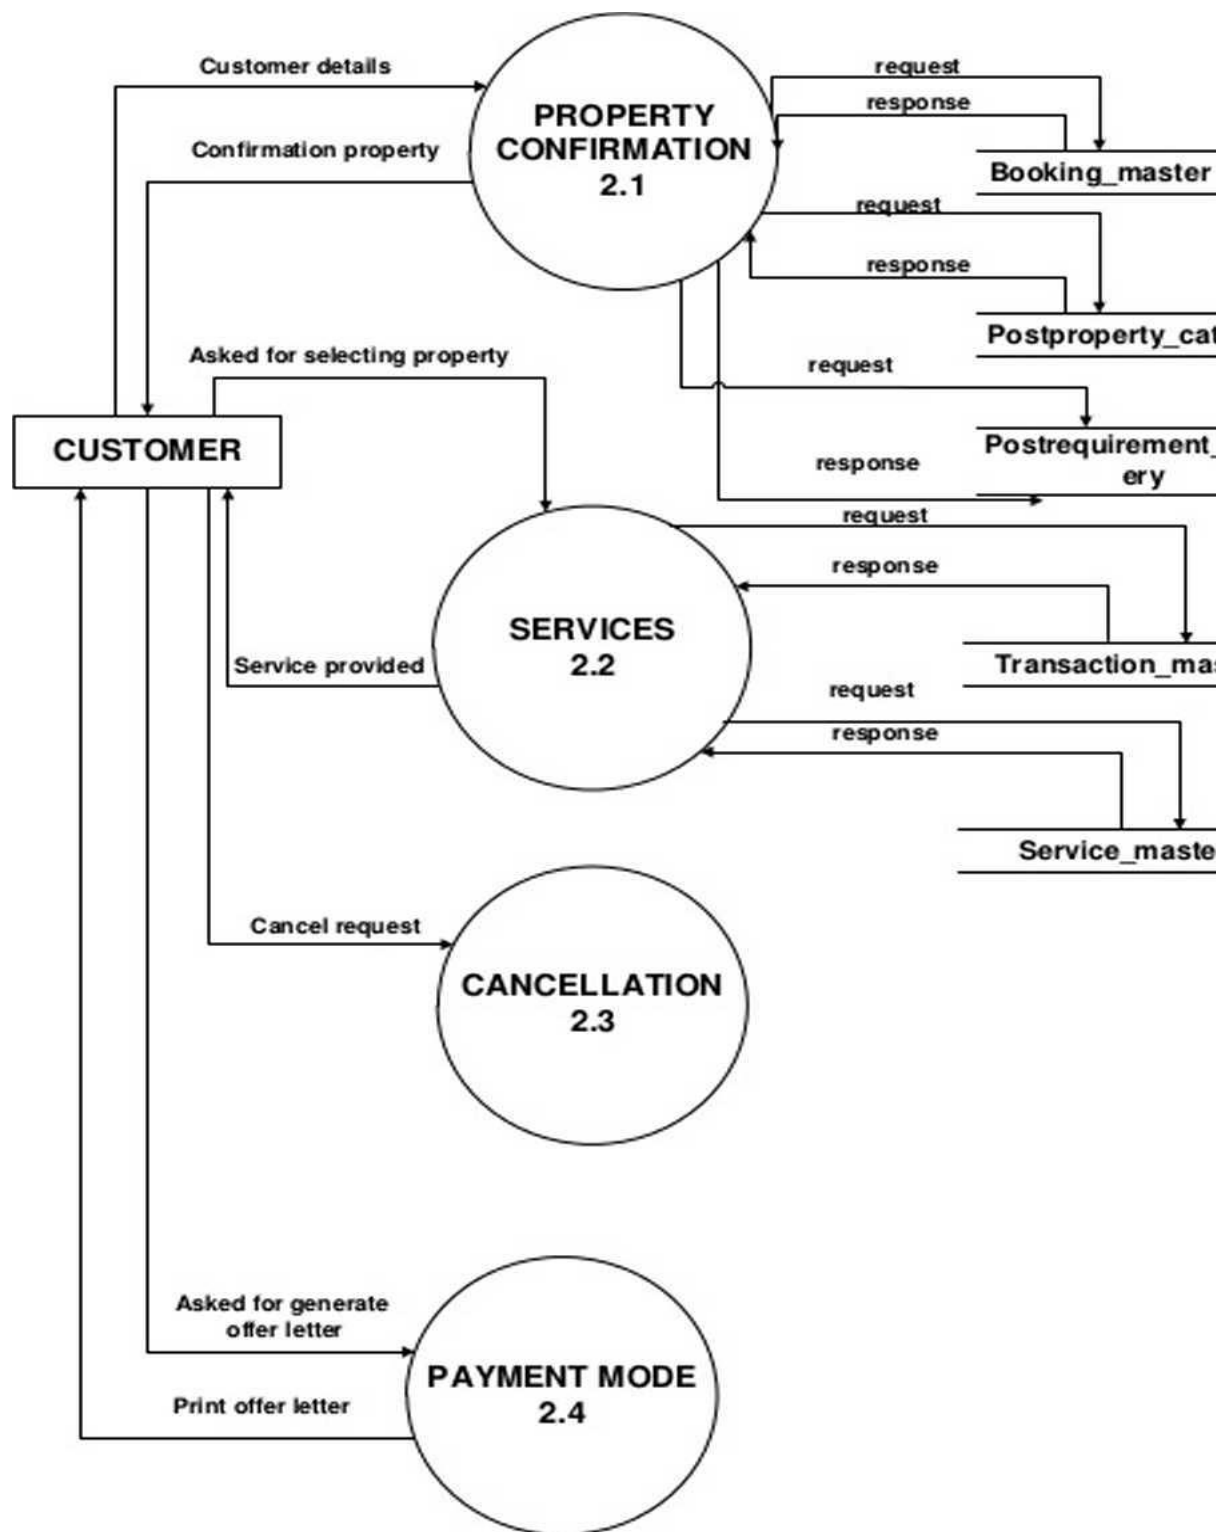 Customer details
request
response
PROPERTY
CONFIRMATION
2.1
Confirmation property
Booking_master
request
response
Postproperty_cat
Asked for selecting property
request
CUSTOMER
Postrequirement_
ery
response
request
response
SERVICES
2.2
Service provided
Transaction_mas
request
response
Service_maste
Cancel request
CANCELLATION
2.3
Asked for generate
offer letter
PAYMENT MODE
2.4
Print offer letter